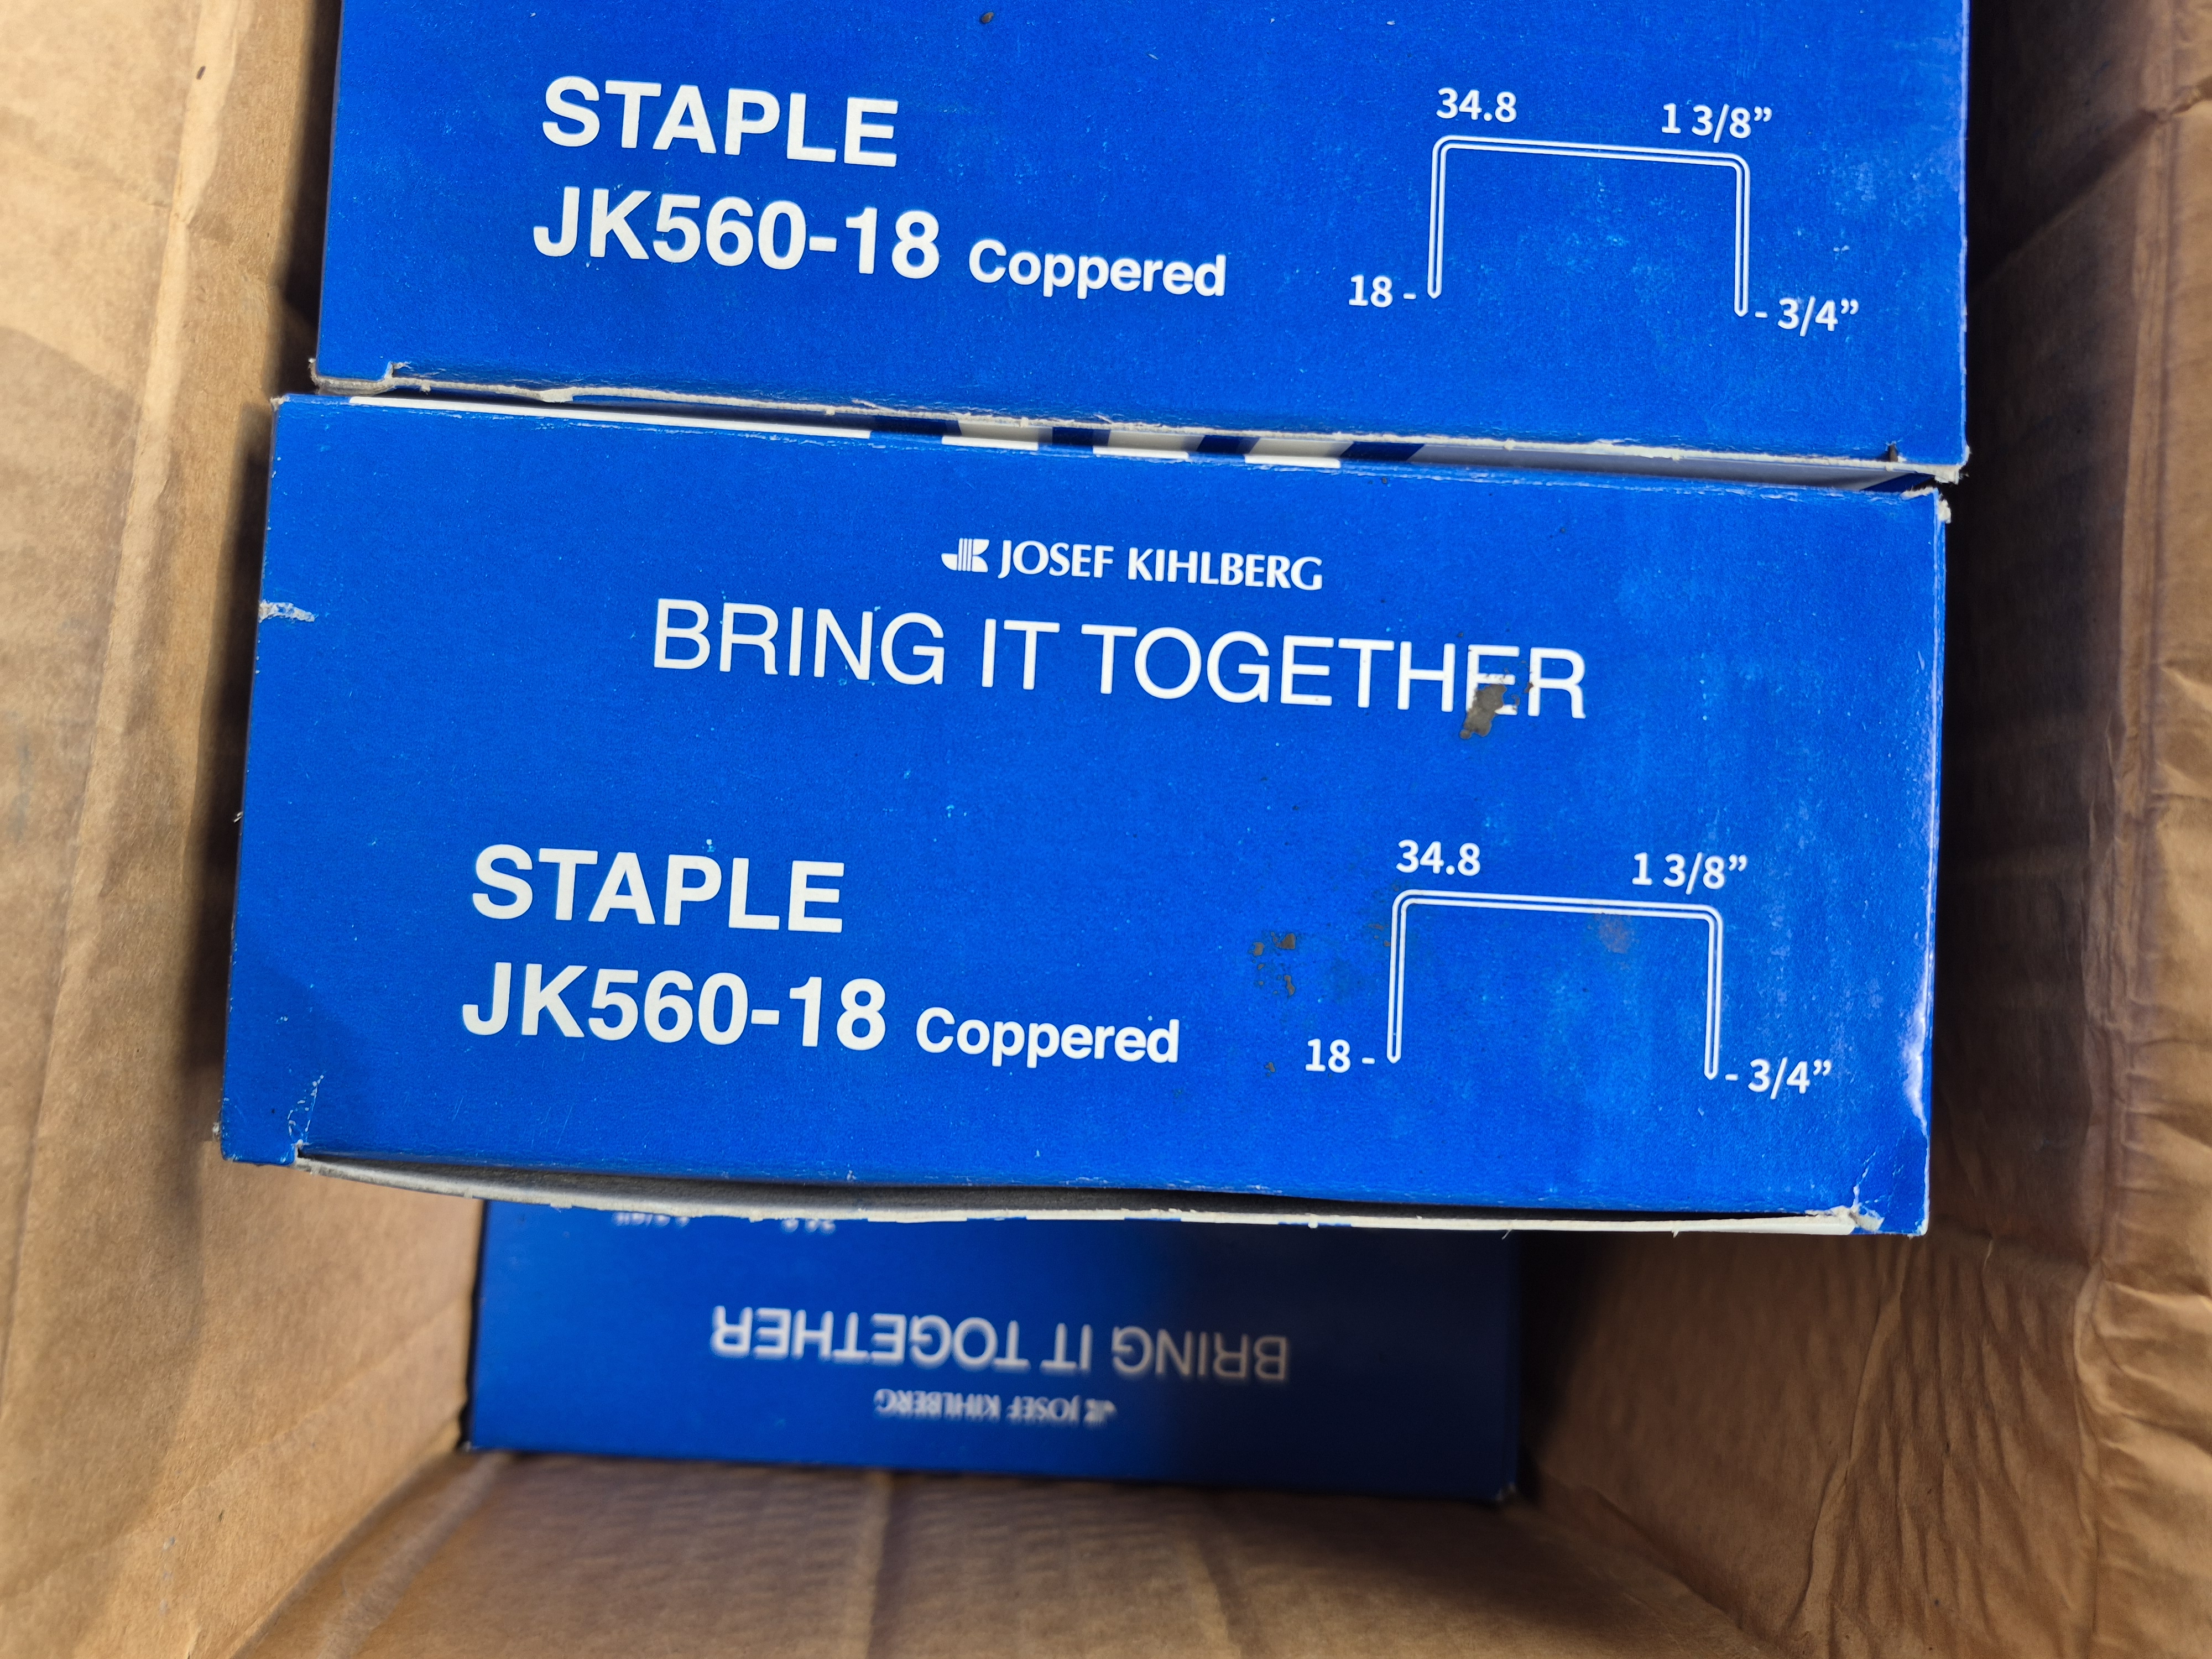 STAPLE
JK560-18 Coppered
34.8 1 3/8”
18 - - 3/4”
JOSEF KIHLBERG
BRING IT TOGETHER
STAPLE
JK560-18 Coppered
34.8 1 3/8”
18 - - 3/4”
BRING IT TOGETHER
JOSEF KIHLBERG